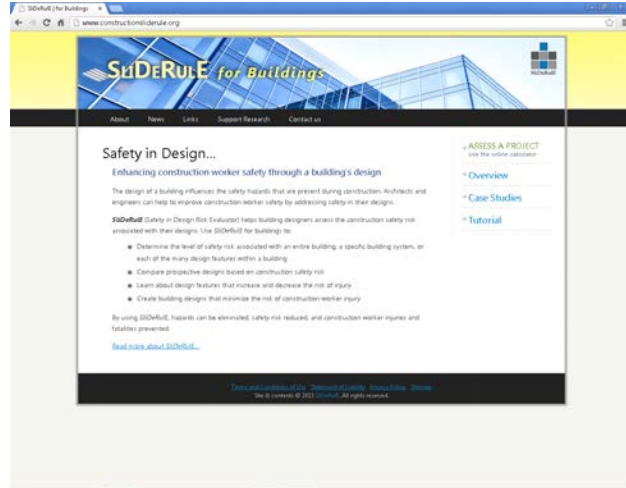 SliDeRulE | for Buildings
www.constructionsliderule.org
SLIDERULE for Buildings
SliDeRulE
About News Links Support Research Contact us
Safety in Design...
Enhancing construction worker safety through a building's design
The design of a building influences the safety hazards that are present during construction. Architects and
engineers can help to improve construction worker safety by addressing safety in their designs.
SliDeRulE (Safety in Design Risk Evaluator) helps building designers assess the construction safety risk
associated with their designs. Use SliDeRulE for buildings to:
Determine the level of safety risk associated with an entire building, a specific building system, or
each of the many design features within a building
Compare prospective designs based on construction safety risk
Learn about design features that increase and decrease the risk of injury
Create building designs that minimize the risk of construction worker injury
By using SliDeRulE, hazards can be eliminated, safety risk reduced, and construction worker injuries and
fatalities prevented.
Read more about SliDeRulE...
ASSESS A PROJECT
use the online calculator
Overview
Case Studies
Tutorial
Terms and Conditions of Use Statement of Liability Privacy Policy Sitemap
Site & contents © 2013 SliDeRulE. All rights reserved.